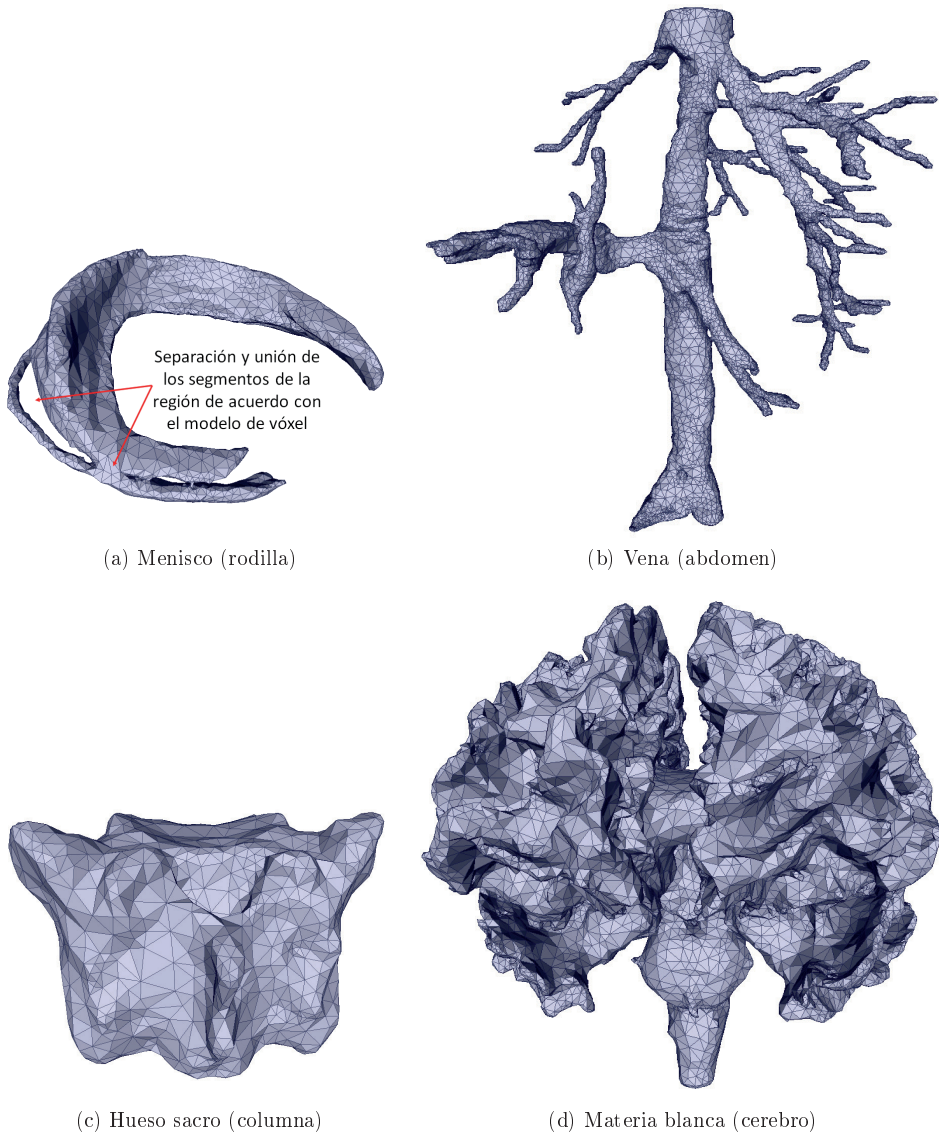 Separación y unión de
los segmentos de la
región de acuerdo con
el modelo de vóxel
(a) Menisco (rodilla)
(b) Vena (abdomen)
(c) Hueso sacro (columna)
(d) Materia blanca (cerebro)